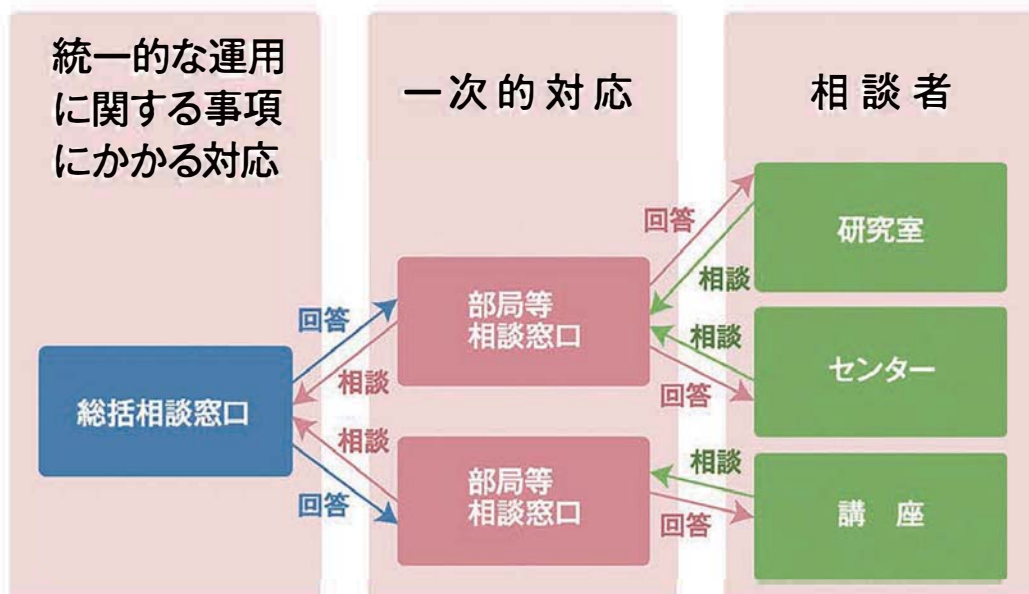 統一的な運用
に関する事項
にかかる対応
一次的対応
相談者
回答
研究室
相談
部局等
相談窓口
回答
相談
センター
総括相談窓口
相談
回答
相談
相談
部局等
相談窓口
回答
回答
講 座